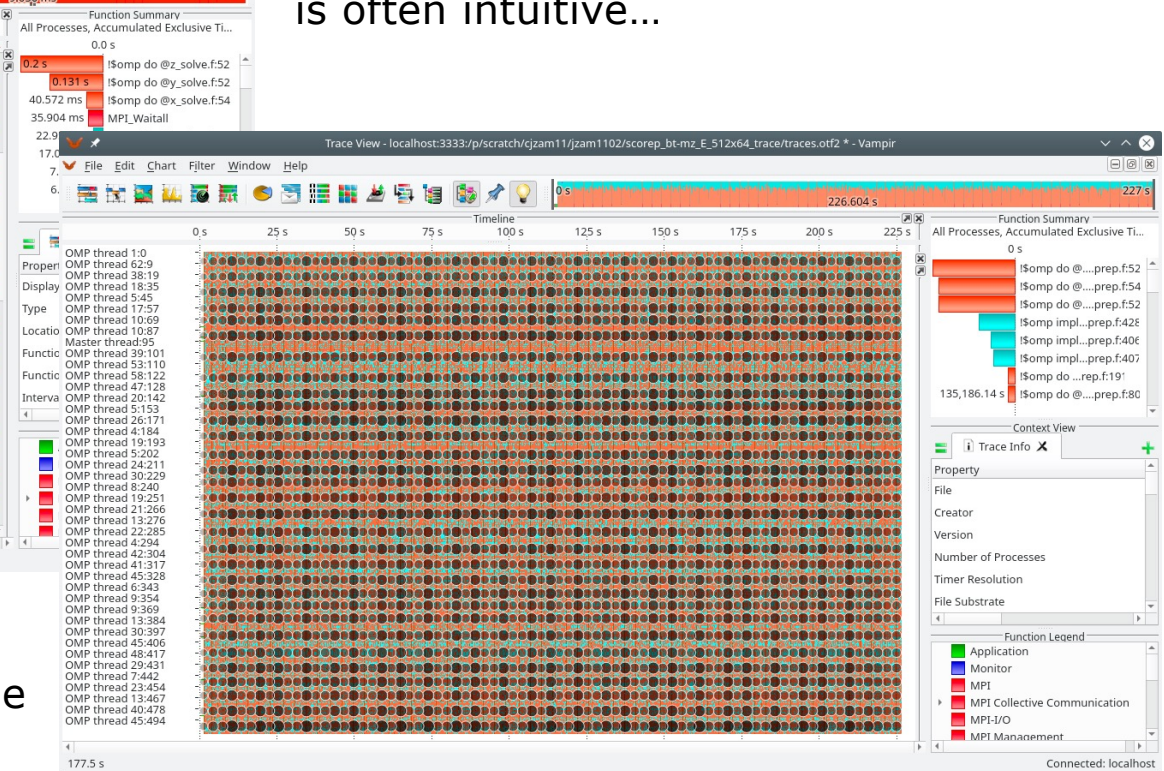 is often intuitive…
Function Summary
All Processes, Accumulated Exclusive Ti...
0.0 s
0.2 s !$omp do @z_solve.f:52
0.131 s !$omp do @y_solve.f:52
40.572 ms !$omp do @x_solve.f:54
35.904 ms MPI_Waitall
22.9
17.0
7.
6.
Proper
Display
Type
Locatio
Functio
Functio
Interva
e
Trace View - localhost:3333:/p/scratch/cjzam11/jzam1102/scorep_bt-mz_E_512x64_trace/traces.otf2 * - Vampir
File Edit Chart Filter Window Help
0 s 226.604 s 227 s
Timeline
0 s 25 s 50 s 75 s 100 s 125 s 150 s 175 s 200 s 225 s
OMP thread 1:0
OMP thread 62:9
OMP thread 38:19
OMP thread 18:35
OMP thread 5:45
OMP thread 17:57
OMP thread 10:69
OMP thread 10:87
Master thread:95
OMP thread 39:101
OMP thread 53:110
OMP thread 58:122
OMP thread 47:128
OMP thread 20:142
OMP thread 5:153
OMP thread 26:171
OMP thread 4:184
OMP thread 19:193
OMP thread 5:202
OMP thread 24:211
OMP thread 30:229
OMP thread 8:240
OMP thread 19:251
OMP thread 21:266
OMP thread 13:276
OMP thread 22:285
OMP thread 4:294
OMP thread 42:304
OMP thread 41:317
OMP thread 45:328
OMP thread 6:343
OMP thread 9:354
OMP thread 9:369
OMP thread 13:384
OMP thread 30:397
OMP thread 45:406
OMP thread 48:417
OMP thread 29:431
OMP thread 7:442
OMP thread 23:454
OMP thread 13:467
OMP thread 40:478
OMP thread 45:494
177.5 s
Function Summary
All Processes, Accumulated Exclusive Ti...
0 s
!$omp do @....prep.f:52
!$omp do @....prep.f:54
!$omp do @....prep.f:52
!$omp impl...prep.f:428
!$omp impl...prep.f:406
!$omp impl...prep.f:407
!$omp do ...rep.f:191
135,186.14 s !$omp do @....prep.f:80
Context View
Trace Info
Property
File
Creator
Version
Number of Processes
Timer Resolution
File Substrate
Function Legend
Application
Monitor
MPI
MPI Collective Communication
MPI-I/O
MPI Management
Connected: localhost